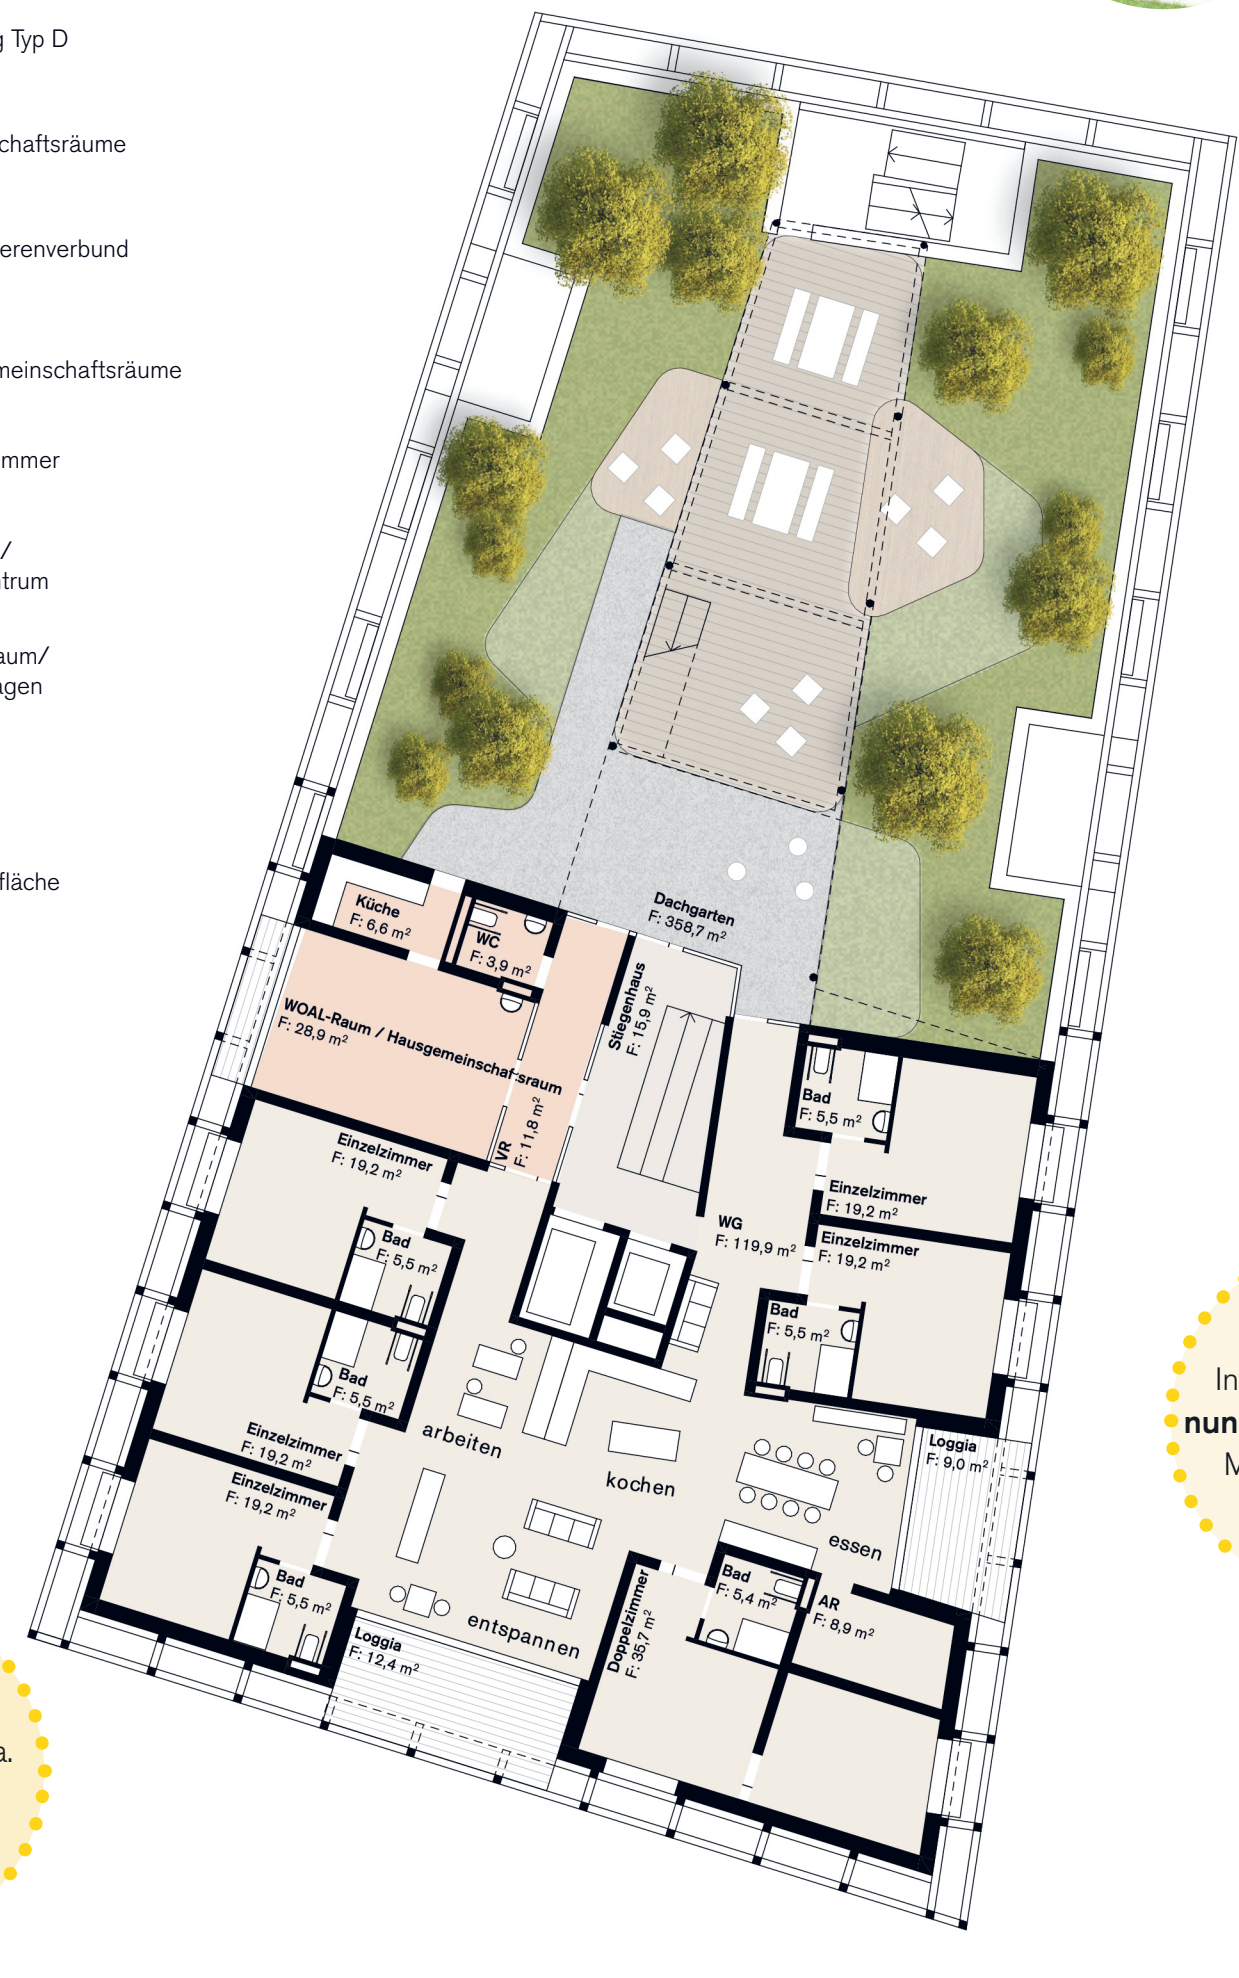 g Typ D
chaftsräume
erenverbund
meinschaftsräume
mmer
/
ntrum
aum/
agen
fläche
Dachgarten
F: 358,7 m²
Küche
F: 6,6 m²
WC
F: 3,9 m²
WOAL-Raum / Hausgemeinschaftsraum
F: 28,9 m²
VR
F: 11,8 m²
Stiegenhaus
F: 15,9 m²
Bad
F: 5,5 m²
Einzelzimmer
F: 19,2 m²
Einzelzimmer
F: 19,2 m²
WG
F: 119,9 m²
Einzelzimmer
F: 19,2 m²
Bad
F: 5,5 m²
Bad
F: 5,5 m²
Bad
F: 5,5 m²
Einzelzimmer
F: 19,2 m²
Einzelzimmer
F: 19,2 m²
Bad
F: 5,5 m²
arbeiten
kochen
essen
entspannen
Loggia
F: 9,0 m²
Loggia
F: 12,4 m²
Doppelzimmer
F: 35,7 m²
Bad
F: 5,4 m²
AR
F: 8,9 m²
In
nun
M
a.